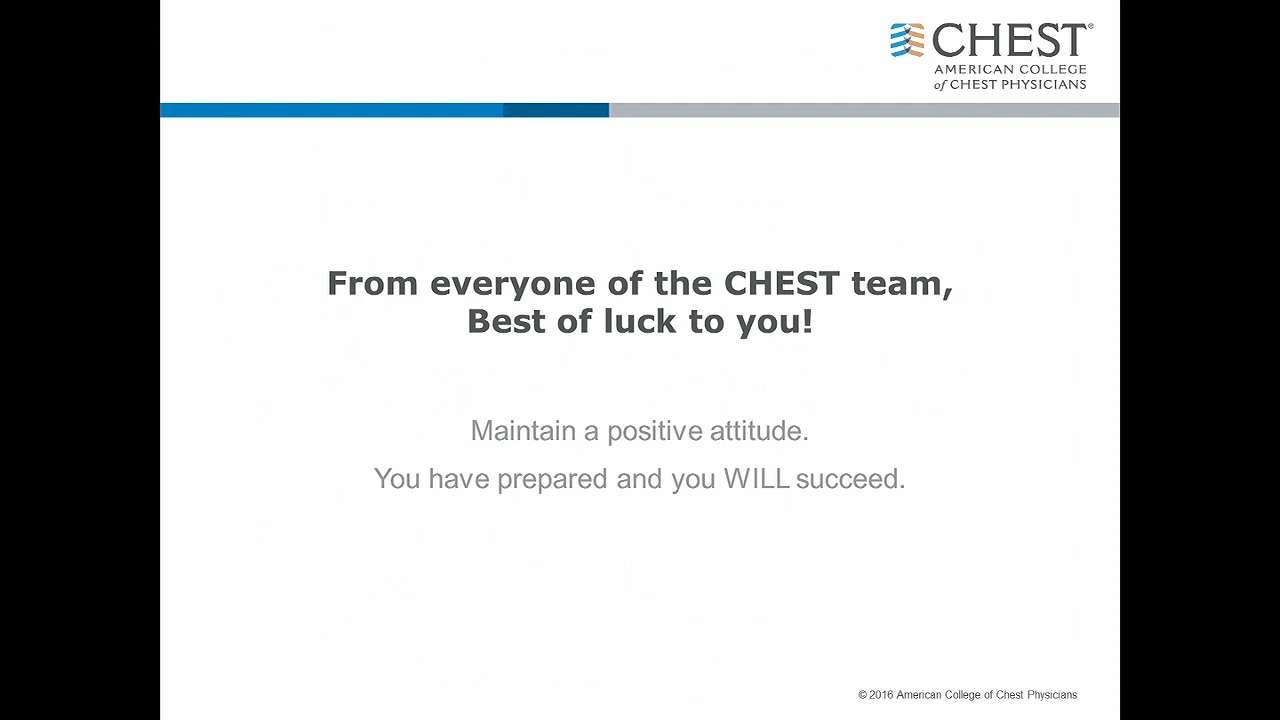 CHEST®
AMERICAN COLLEGE
of CHEST PHYSICIANS
From everyone of the CHEST team,
Best of luck to you!
Maintain a positive attitude.
You have prepared and you WILL succeed.
© 2016 American College of Chest Physicians